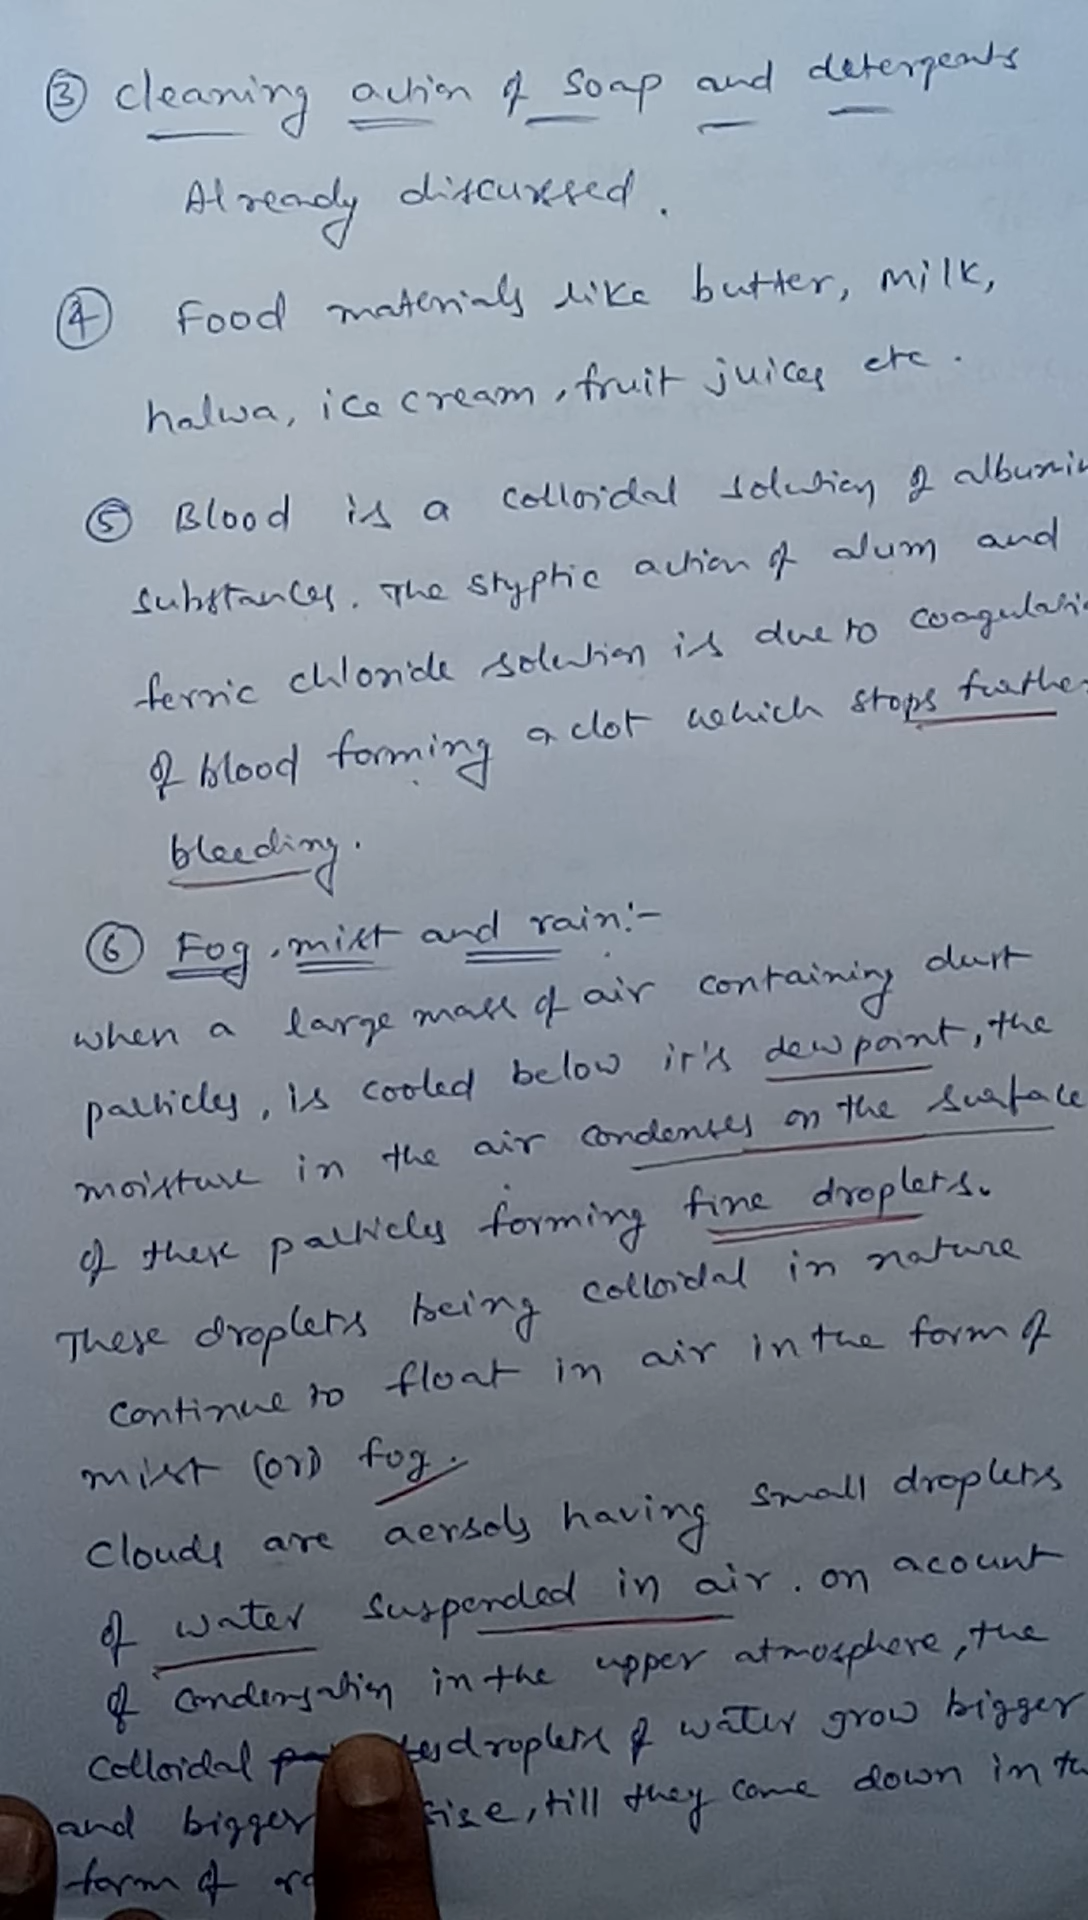 ③ Cleaning action of soap and detergents
Already discussed.
④ Food materials like butter, milk,
halwa, ice cream, fruit juices etc.
⑤ Blood is a colloidal solution of albumin
substances. The styptic action of alum and
ferric chloride solution is due to coagulatio
of blood forming a clot which stops further
bleeding.
⑥ Fog, mist and rain:-
when a large mass of air containing dust
particles, is cooled below it's dewpoint, the
moisture in the air condenses on the surface
of these particles forming fine droplets.
These droplets being colloidal in nature
continue to float in air in the form of
mist (or) fog.
Clouds are aersols having small droplets
of water suspended in air. on acount
of condensation in the upper atmosphere, the
colloidal droplets of water grow bigger
and bigger size, till they come down in th
form of